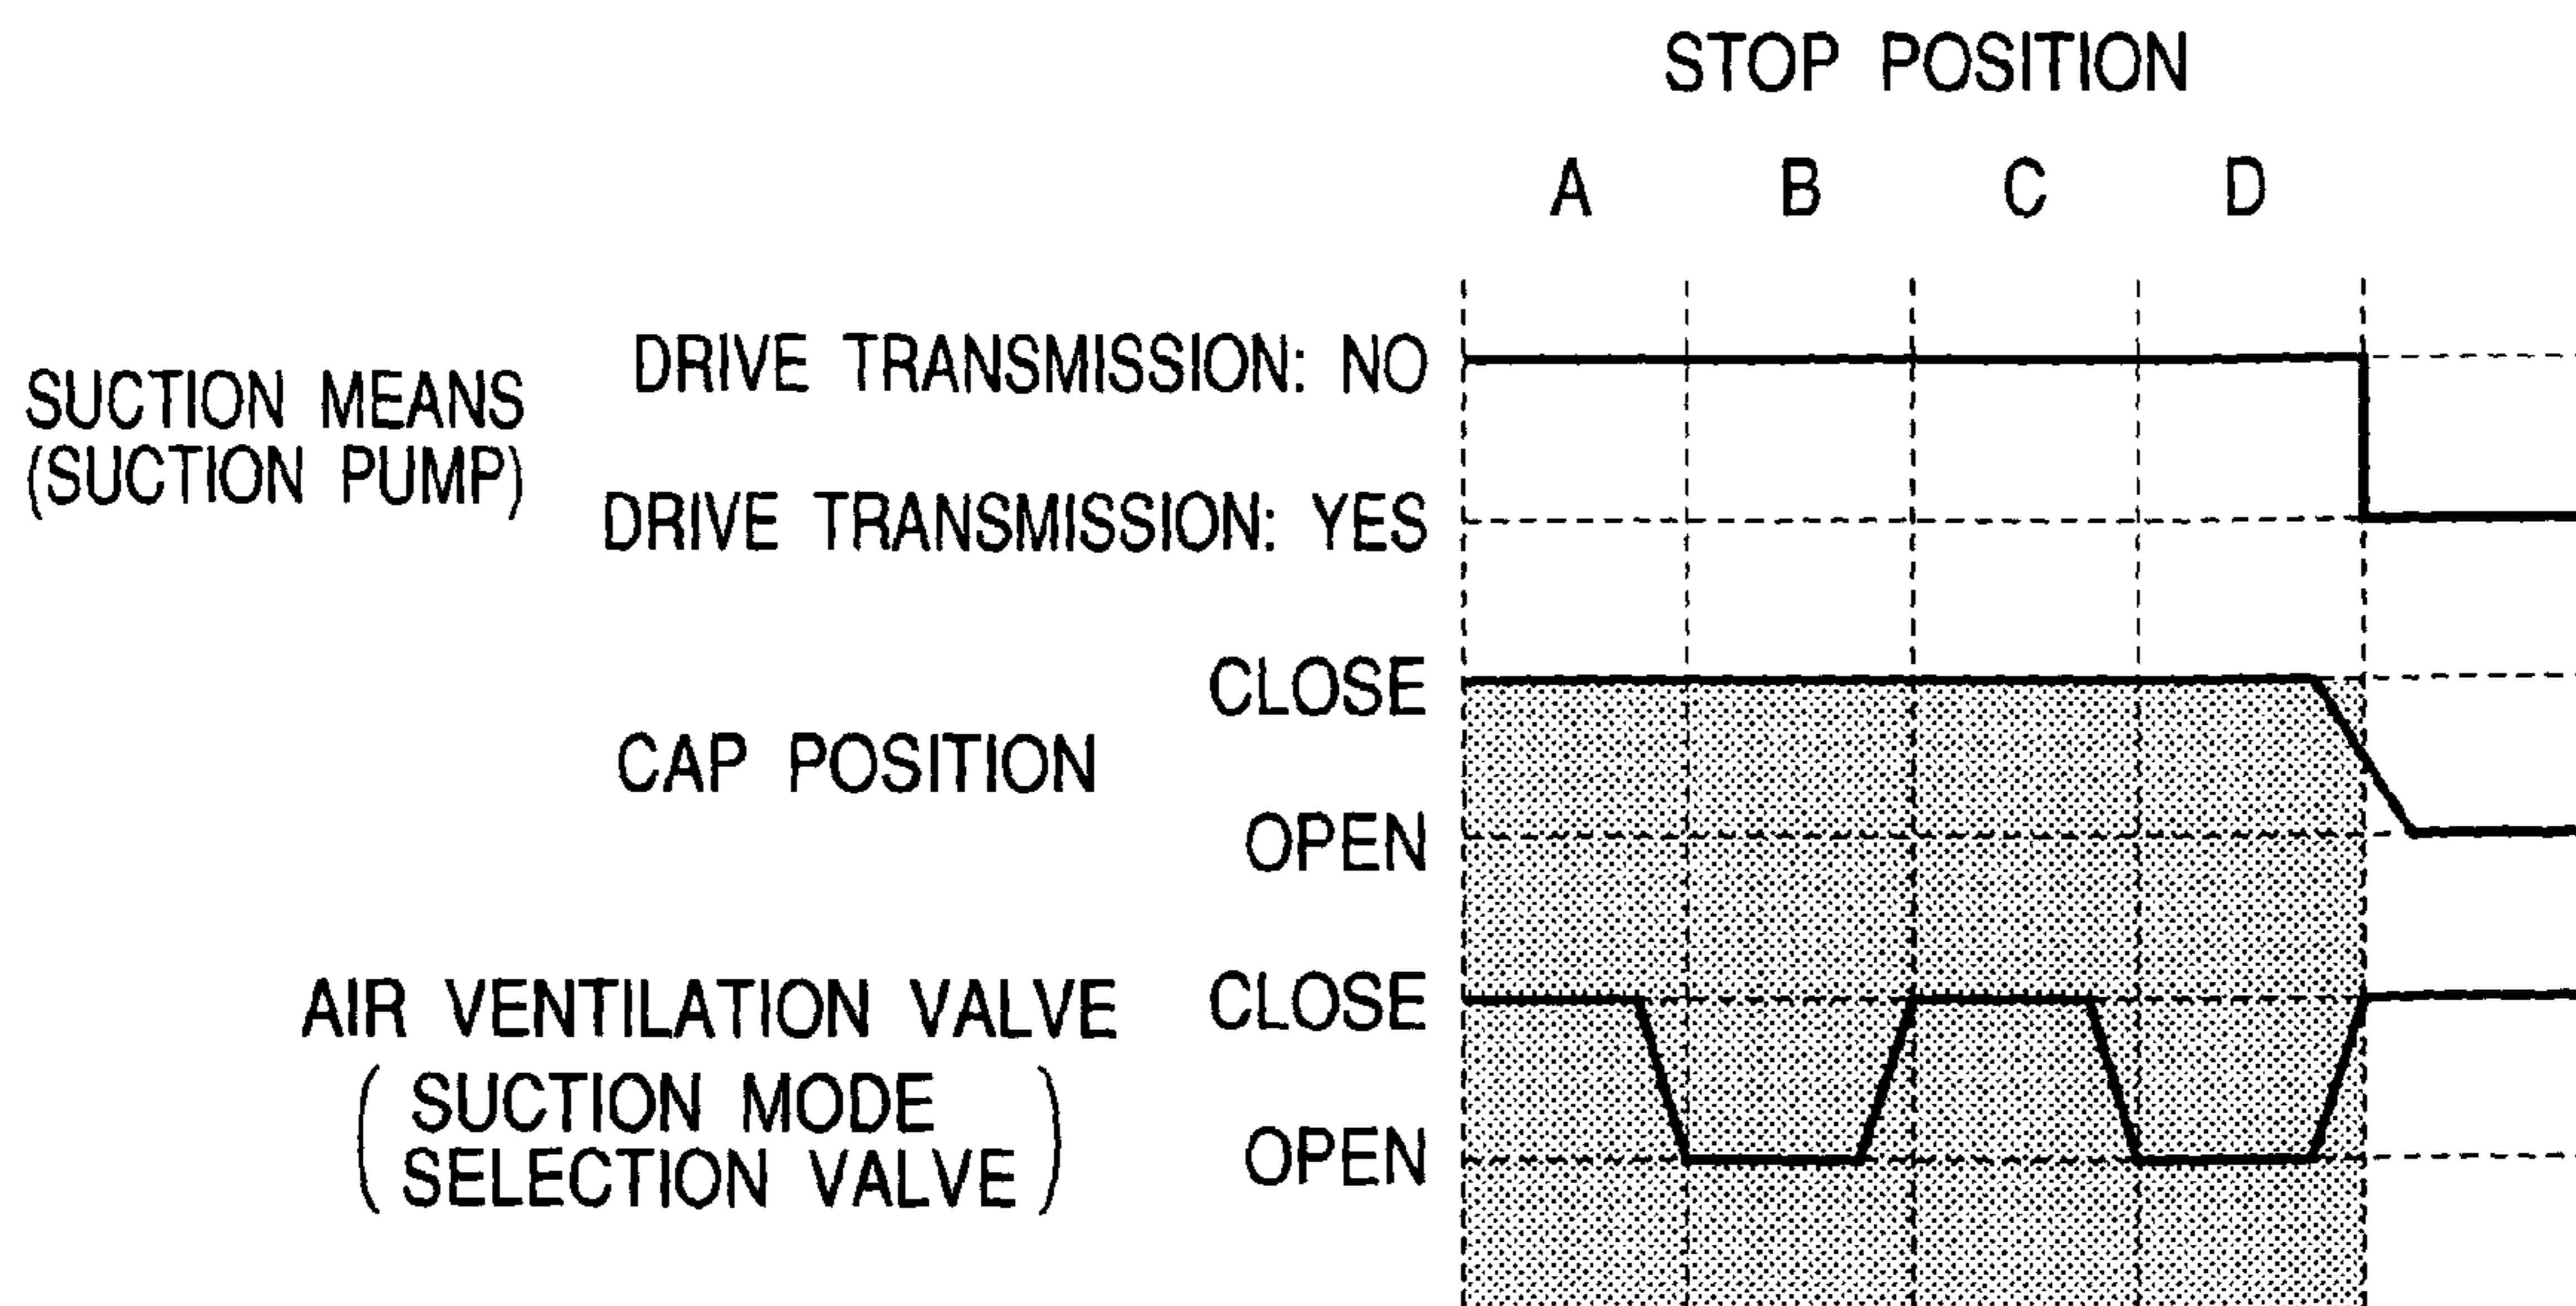 STOP POSITION
A B C D
SUCTION MEANS
(SUCTION PUMP)
DRIVE TRANSMISSION: NO
DRIVE TRANSMISSION: YES
CAP POSITION
CLOSE
OPEN
AIR VENTILATION VALVE
(SUCTION MODE
SELECTION VALVE)
CLOSE
OPEN